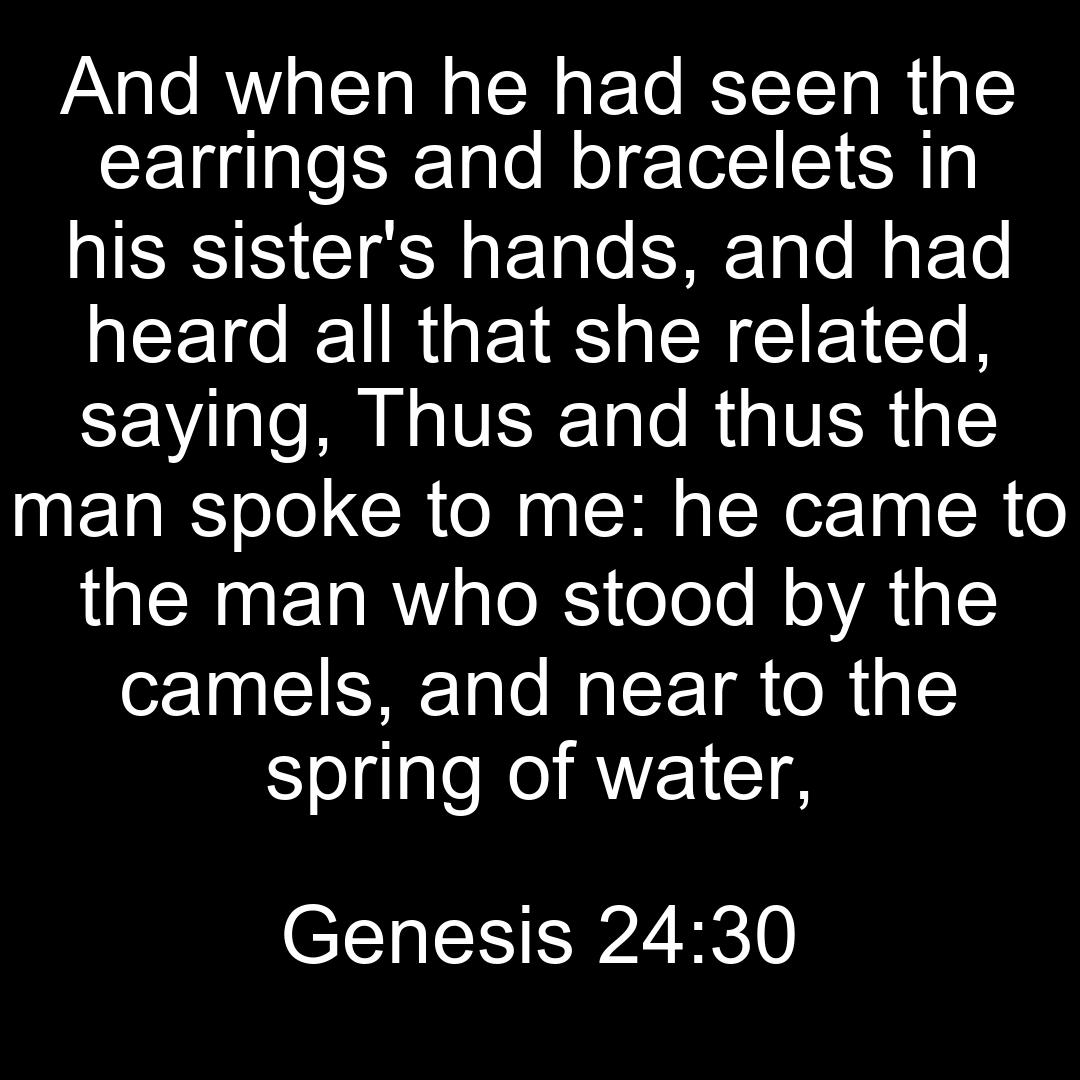 And when he had seen the
earrings and bracelets in
his sister's hands, and had
heard all that she related,
saying, Thus and thus the
man spoke to me: he came to
the man who stood by the
camels, and near to the
spring of water,
Genesis 24:30